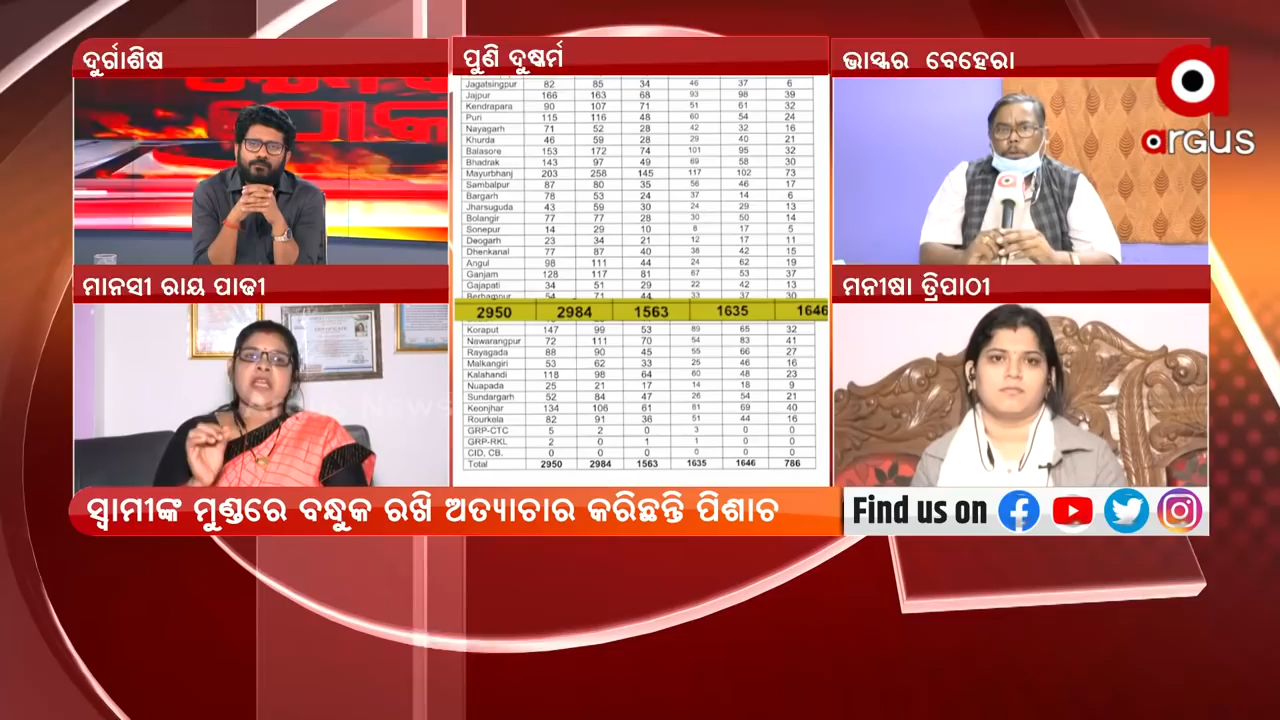 ଦୁର୍ଗାଶିଷ
ପୁଣି ଦୁଷ୍କର୍ମ
ଭାସ୍କର ବେହେରା
argus
Jagatsingpur 82 85 34 46 37 6
Jajpur 166 163 68 93 98 39
Kendrapara 90 107 71 51 61 32
Puri 115 116 48 60 54 24
Nayagarh 71 52 28 42 32 16
Khurda 46 59 28 29 40 21
Balasore 153 172 74 101 95 32
Bhadrak 143 97 49 69 58 30
Mayurbhanj 203 258 145 117 102 73
Sambalpur 87 80 35 56 46 17
Bargarh 78 53 24 37 14 6
Jharsuguda 43 59 30 24 29 13
Bolangir 77 77 28 30 50 14
Sonepur 14 29 10 8 17 5
Deogarh 23 34 21 12 17 11
Dhenkanal 77 87 40 38 42 15
Angul 98 111 44 24 62 19
Ganjam 128 117 81 67 53 37
Gajapati 34 51 29 22 42 13
Berhampur 54 71 44 33 37 30
2950 2984 1563 1635 1646
Koraput 147 99 53 89 65 32
Nawarangpur 72 111 70 54 83 41
Rayagada 88 90 45 55 66 27
Malkangiri 53 62 33 25 46 16
Kalahandi 118 98 64 60 48 23
Nuapada 25 21 17 14 18 9
Sundargarh 52 84 47 26 54 21
Keonjhar 134 106 61 81 69 40
Rourkela 82 91 36 51 44 16
GRP-CTC 5 2 0 3 0 0
GRP-RKL 2 0 1 1 0 0
CID, CB. 0 0 0 0 0 0
Total 2950 2984 1563 1635 1646 786
ମାନସୀ ରାୟ ପାଢୀ
ମନୀଷା ତ୍ରିପାଠୀ
ସ୍ୱାମୀଙ୍କ ମୁଣ୍ଡରେ ବନ୍ଧୁକ ରଖି ଅତ୍ୟାଚାର କରିଛନ୍ତି ପିଶାଚ
Find us on